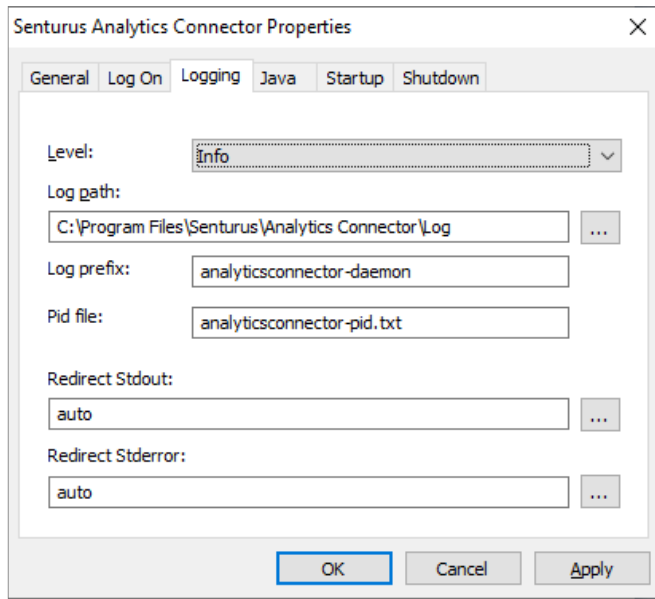 Senturus Analytics Connector Properties
General Log On Logging Java Startup Shutdown
Level: Info
Log path:
C:\Program Files\Senturus\Analytics Connector\Log ...
Log prefix: analyticsconnector-daemon
Pid file: analyticsconnector-pid.txt
Redirect Stdout:
auto ...
Redirect Stderror:
auto ...
OK Cancel Apply